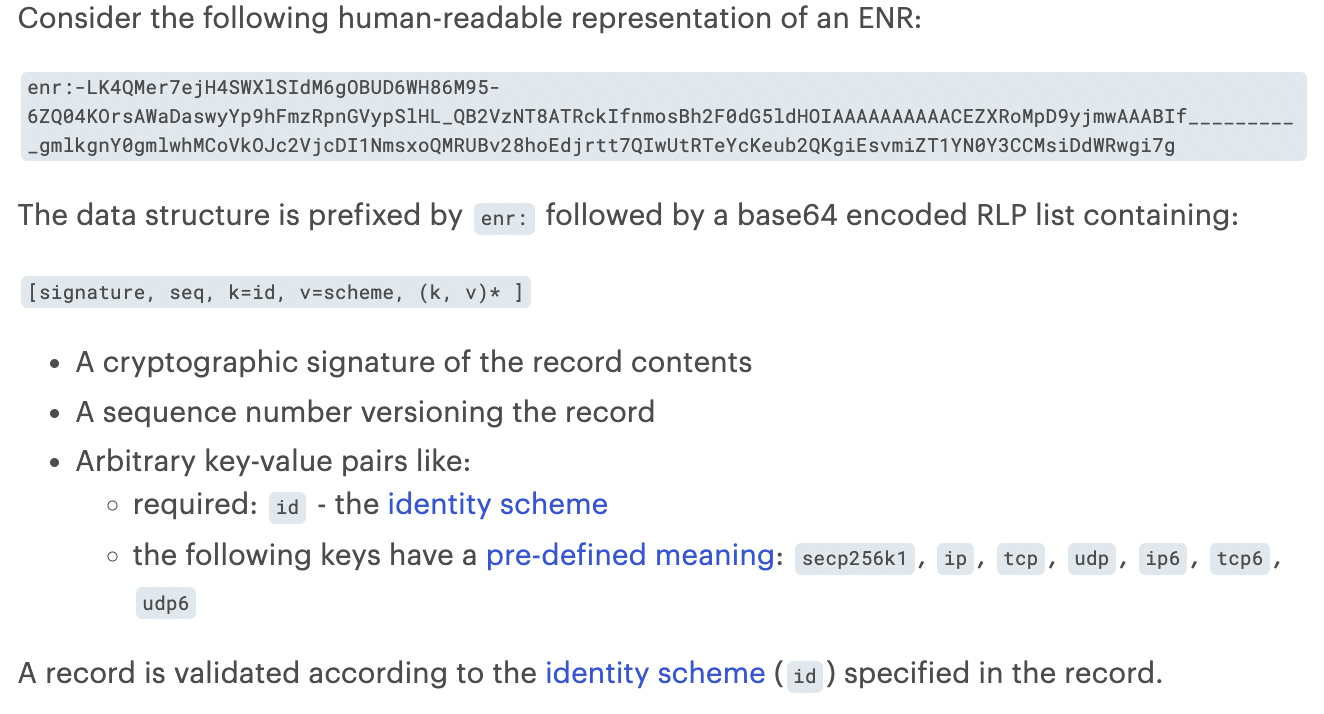 Consider the following human-readable representation of an ENR:
enr:-LK4QMer7ejH4SWXlSIdM6gOBUD6WH86M95-
6ZQ04KOrsAWaDaswyYp9hFmzRpnGVypSlHL_QB2VzNT8ATRckIfnmosBh2F0dG5ldHOIAAAAAAAAAACEZXRoMpD9yjmwAAABIf_________
_gmlkgnY0gmlwhMCoVkOJc2VjcDI1NmsxoQMRUBv28hoEdjrtt7QIwUtRTeYcKeub2QKgiEsvmiZT1YN0Y3CCMsiDdWRwgi7g
The data structure is prefixed by enr: followed by a base64 encoded RLP list containing:
[signature, seq, k=id, v=scheme, (k, v)* ]
• A cryptographic signature of the record contents
• A sequence number versioning the record
• Arbitrary key-value pairs like:
◦ required: id - the identity scheme
◦ the following keys have a pre-defined meaning: secp256k1, ip, tcp, udp, ip6, tcp6,
udp6
A record is validated according to the identity scheme (id) specified in the record.